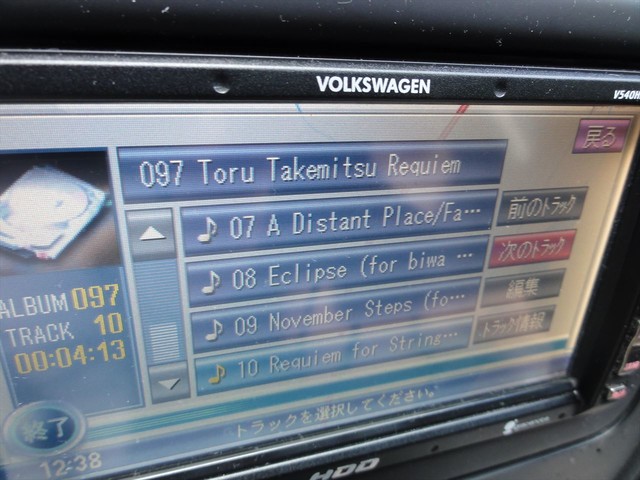 VOLKSWAGEN
V540H
戻る
097 Toru Takemitsu Requiem
07 A Distant Place/Fa…
前のトラック
次のトラック
08 Eclipse (for biwa …
編集
ALBUM 097
09 November Steps (fo…
トラック情報
TRACK 10
10 Requiem for String…
00:04:13
トラックを選択してください。
終了
12:38
HDD